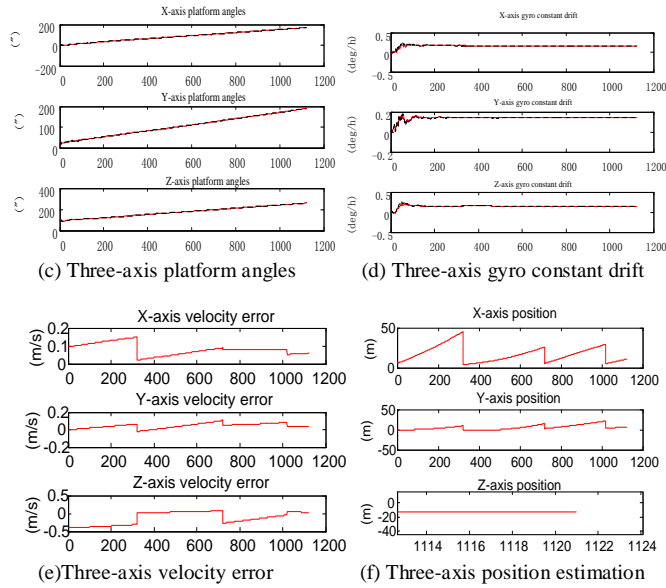 X-axis platform angles
X-axis gyro constant drift
(″)
200
0
-200
0 200 400 600 800 1000 1200
(deg/h)
0.5
0
-0.5
0 200 400 600 800 1000 1200
Y-axis platform angles
Y-axis gyro constant drift
(″)
200
100
0
0 200 400 600 800 1000 1200
(deg/h)
0.2
0
-0.2
0 200 400 600 800 1000 1200
Z-axis platform angles
Z-axis gyro constant drift
(″)
400
200
0
0 200 400 600 800 1000 1200
(deg/h)
0.5
0
-0.5
0 200 400 600 800 1000 1200
(c) Three-axis platform angles
(d) Three-axis gyro constant drift
X-axis velocity error
X-axis position
(m/s)
0.2
0.1
0
0 200 400 600 800 1000 1200
(m)
50
0
0 200 400 600 800 1000 1200
Y-axis velocity error
Y-axis position
(m/s)
0.2
0
-0.2
0 200 400 600 800 1000 1200
(m)
50
0
-50
0 200 400 600 800 1000 1200
Z-axis velocity error
Z-axis position
(m/s)
0.5
0
-0.5
0 200 400 600 800 1000 1200
(m)
0
-20
-40
1114 1116 1118 1120 1122 1124
(e)Three-axis velocity error
(f) Three-axis position estimation